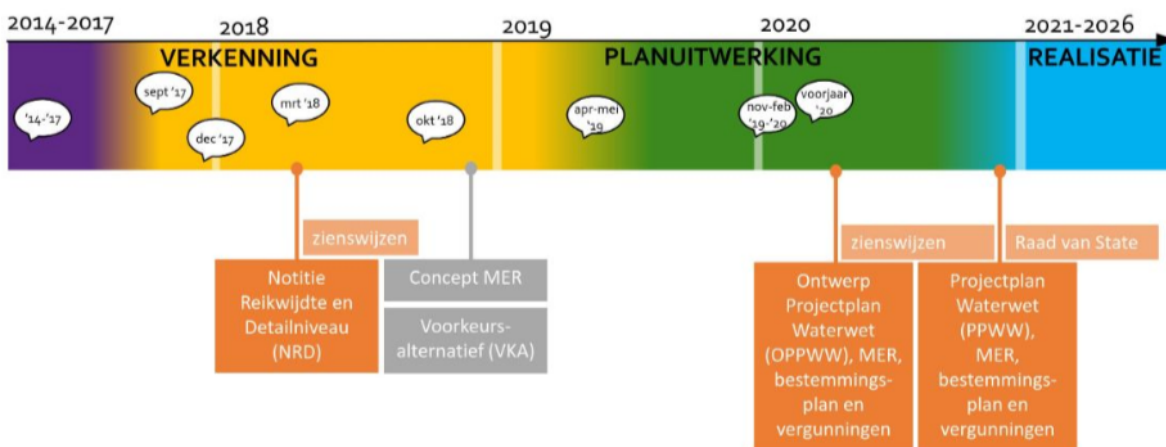 2014-2017
2018
2019
2020
2021-2026
VERKENNING
PLANUITWERKING
REALISATIE
'14-'17
sept '17
dec '17
mrt '18
okt '18
apr-mei
'19
nov-feb
'19-'20
voorjaar
'20
zienswijzen
Notitie
Reikwijdte en
Detailniveau
(NRD)
Concept MER
Voorkeurs-
alternatief (VKA)
zienswijzen
Ontwerp
Projectplan
Waterwet
(OPPWW), MER,
bestemmings-
plan en
vergunningen
Raad van State
Projectplan
Waterwet
(PPWW),
MER,
bestemmings-
plan en
vergunningen